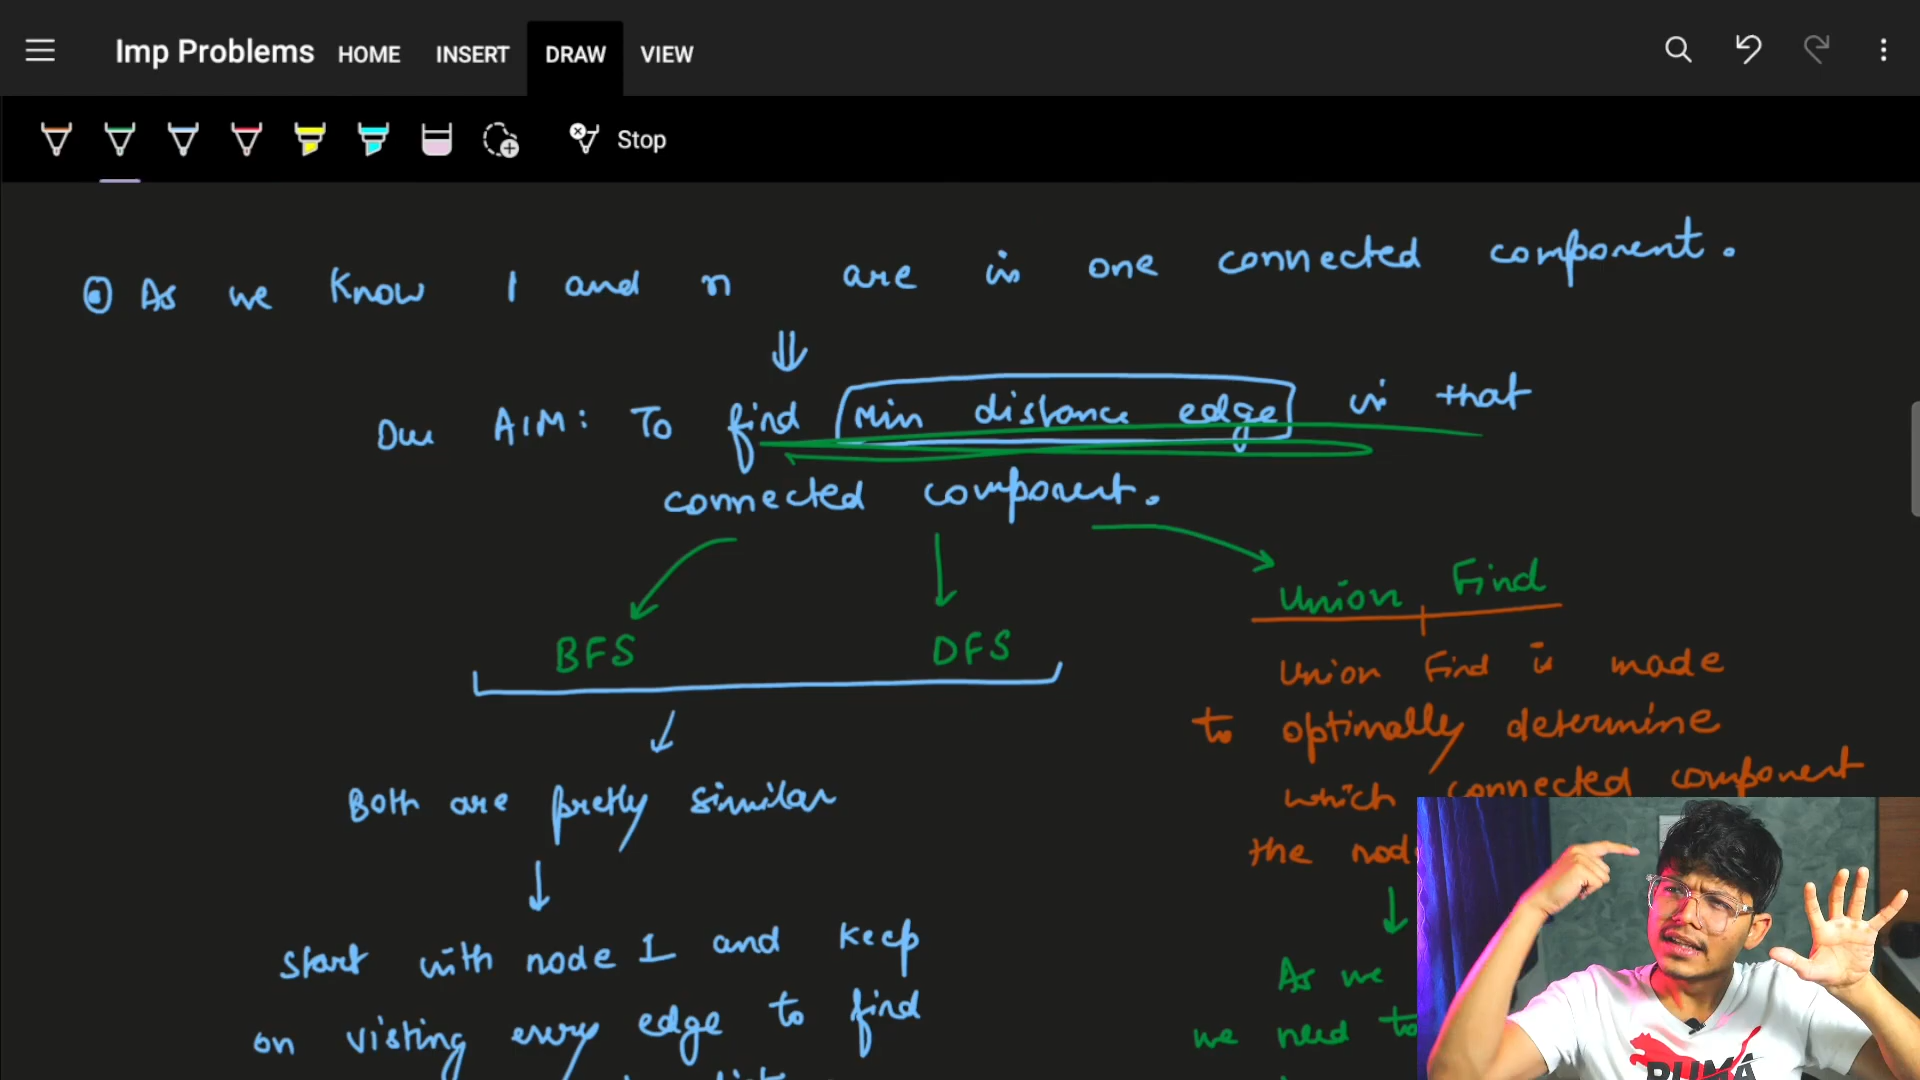 Imp Problems HOME INSERT DRAW VIEW
Stop
As we know 1 and n are in one connected component.
Our AIM: To find Min distance edge in that
connected component.
BFS DFS Union Find
Both are pretty similar
Start with node 1 and keep
on visting every edge to find
Union Find is made
to optimally determine
which connected component
the nod
As we
we need to
PUMA